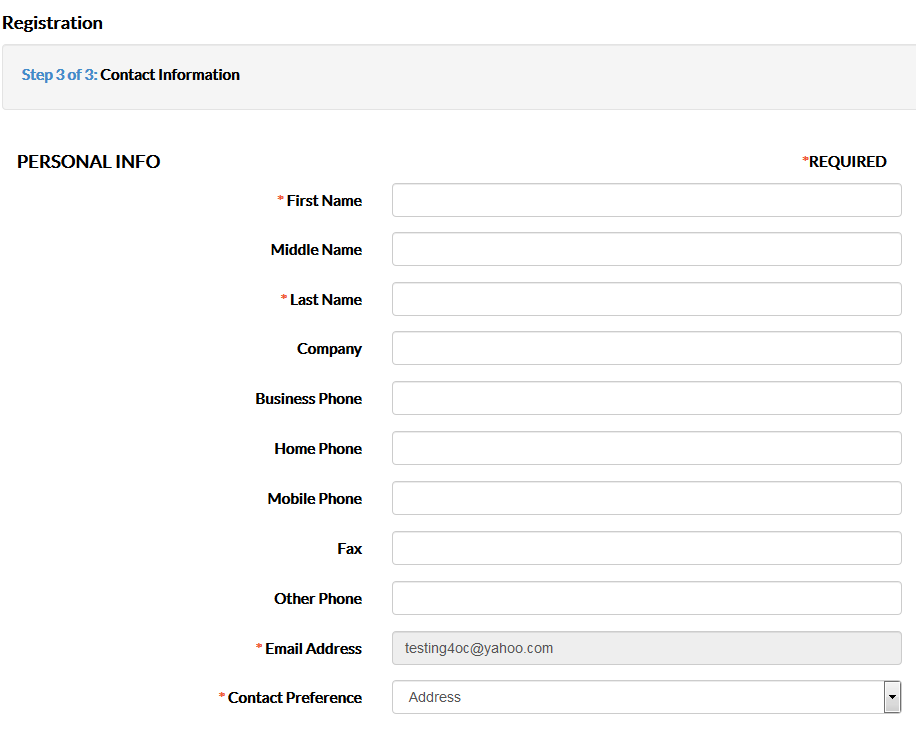 Registration
Step 3 of 3: Contact Information
PERSONAL INFO *REQUIRED
* First Name
Middle Name
* Last Name
Company
Business Phone
Home Phone
Mobile Phone
Fax
Other Phone
* Email Address testing4oc@yahoo.com
* Contact Preference Address